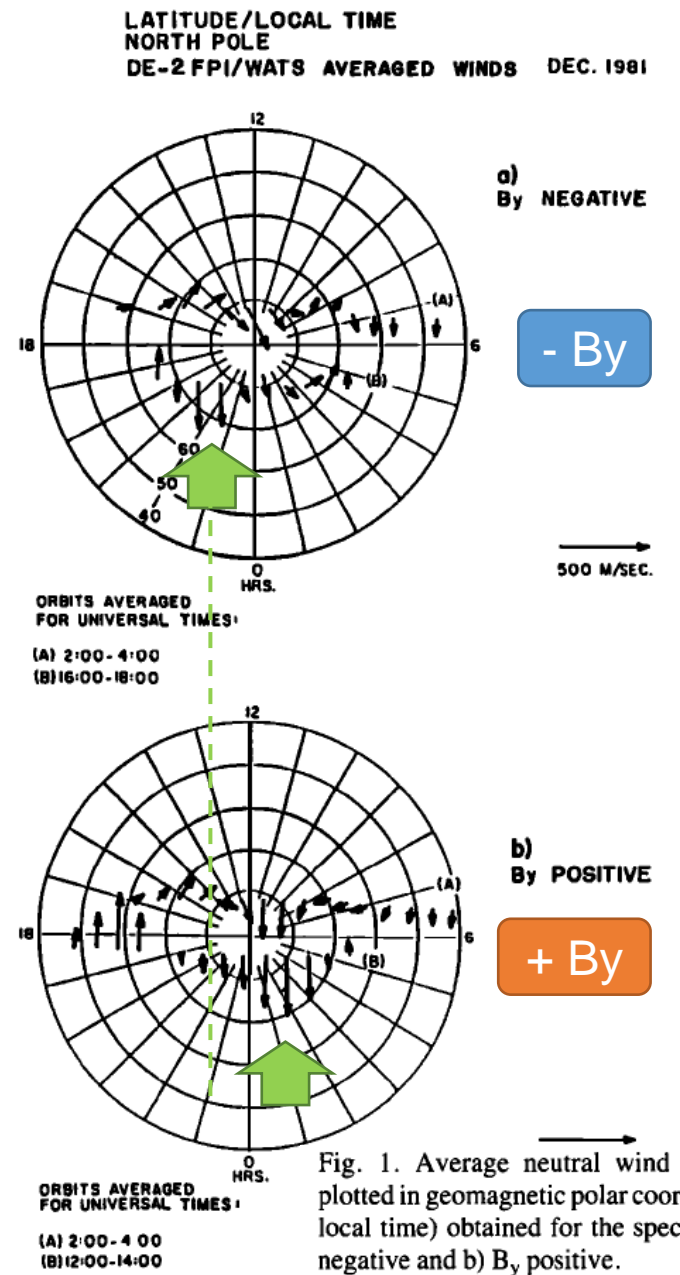 LATITUDE/LOCAL TIME
NORTH POLE
DE-2 FPI/WATS AVERAGED WINDS DEC. 1981
12
a)
By NEGATIVE
(A)
18
6
- By
(B)
60
50
40
0
HRS.
500 M/SEC.
ORBITS AVERAGED
FOR UNIVERSAL TIMES:
(A) 2:00-4:00
(B) 16:00-18:00
12
b)
By POSITIVE
(A)
18
6
+ By
(B)
0
HRS.
ORBITS AVERAGED
FOR UNIVERSAL TIMES:
(A) 2:00-4 00
(B) 12:00-14:00
Fig. 1. Average neutral wind
plotted in geomagnetic polar coor
local time) obtained for the spec
negative and b) By positive.